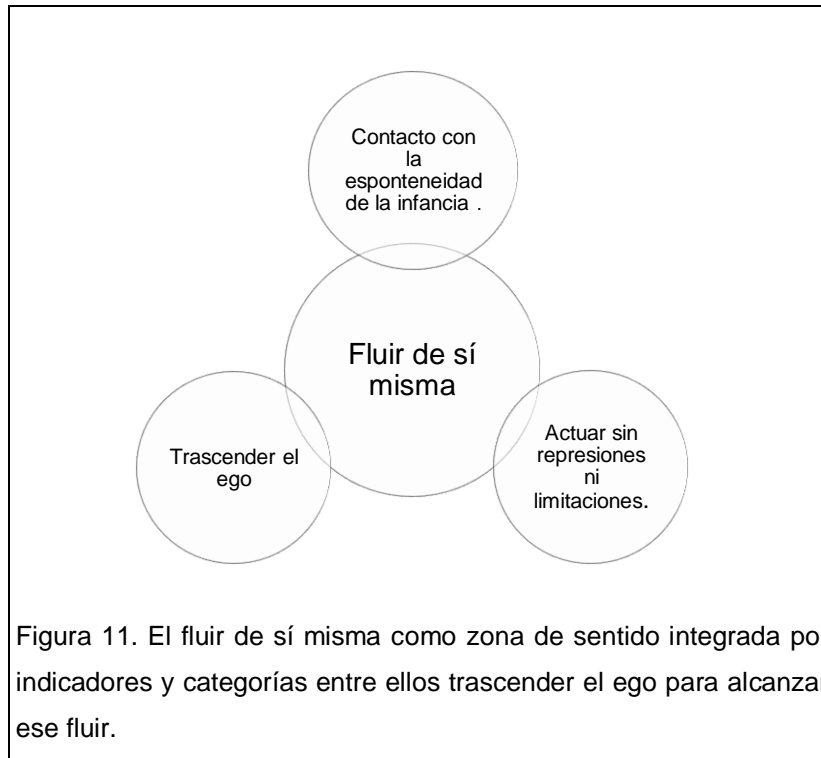 Contacto con
la
esponteneidad
de la infancia .
Fluir de sí
misma
Trascender el
ego
Actuar sin
represiones
ni
limitaciones.
Figura 11. El fluir de sí misma como zona de sentido integrada po
indicadores y categorías entre ellos trascender el ego para alcanza
ese fluir.